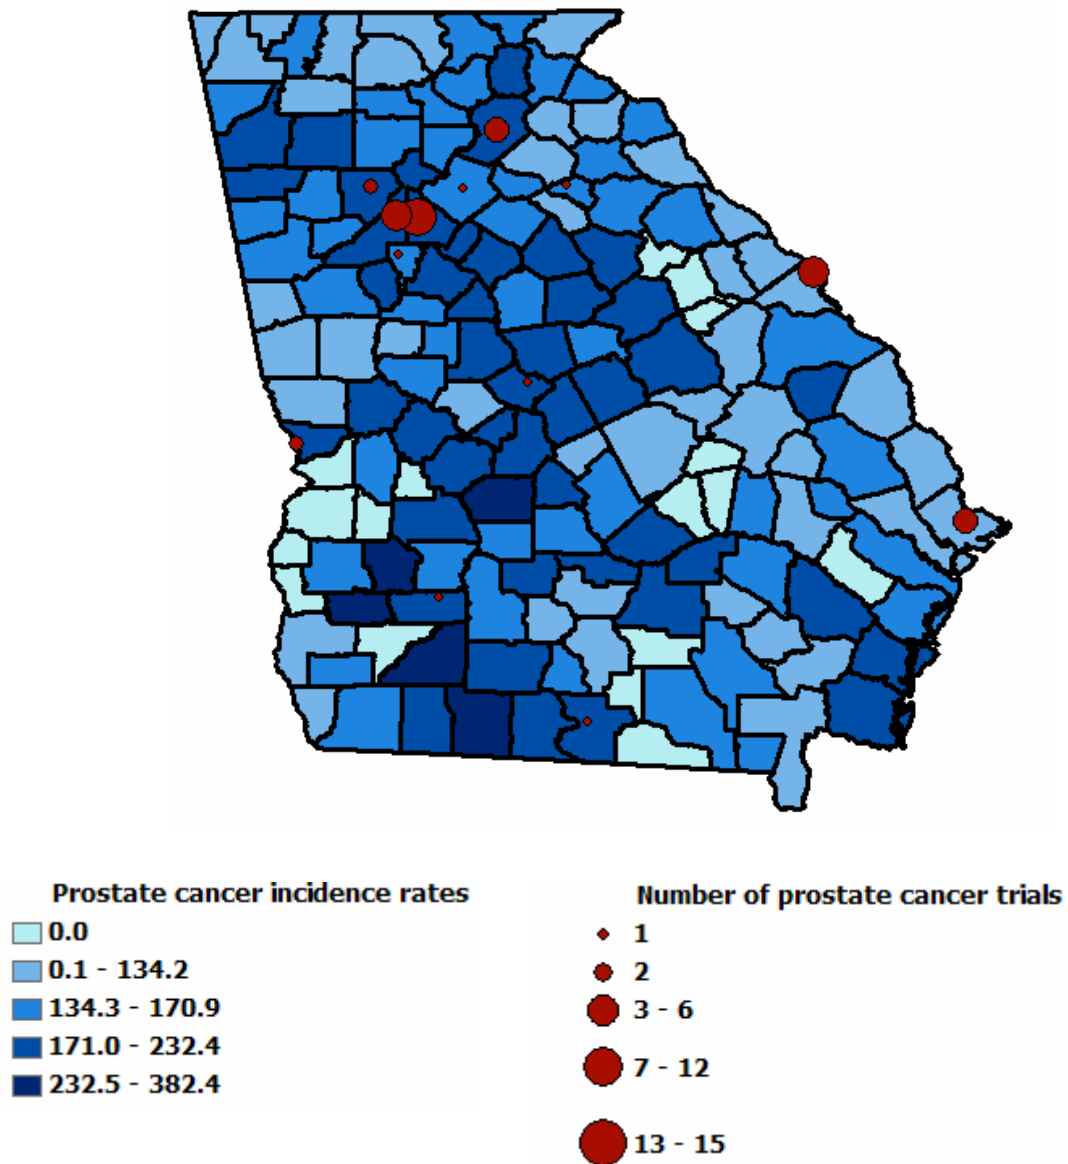 Prostate cancer incidence rates
0.0
0.1 - 134.2
134.3 - 170.9
171.0 - 232.4
232.5 - 382.4
Number of prostate cancer trials
1
2
3 - 6
7 - 12
13 - 15